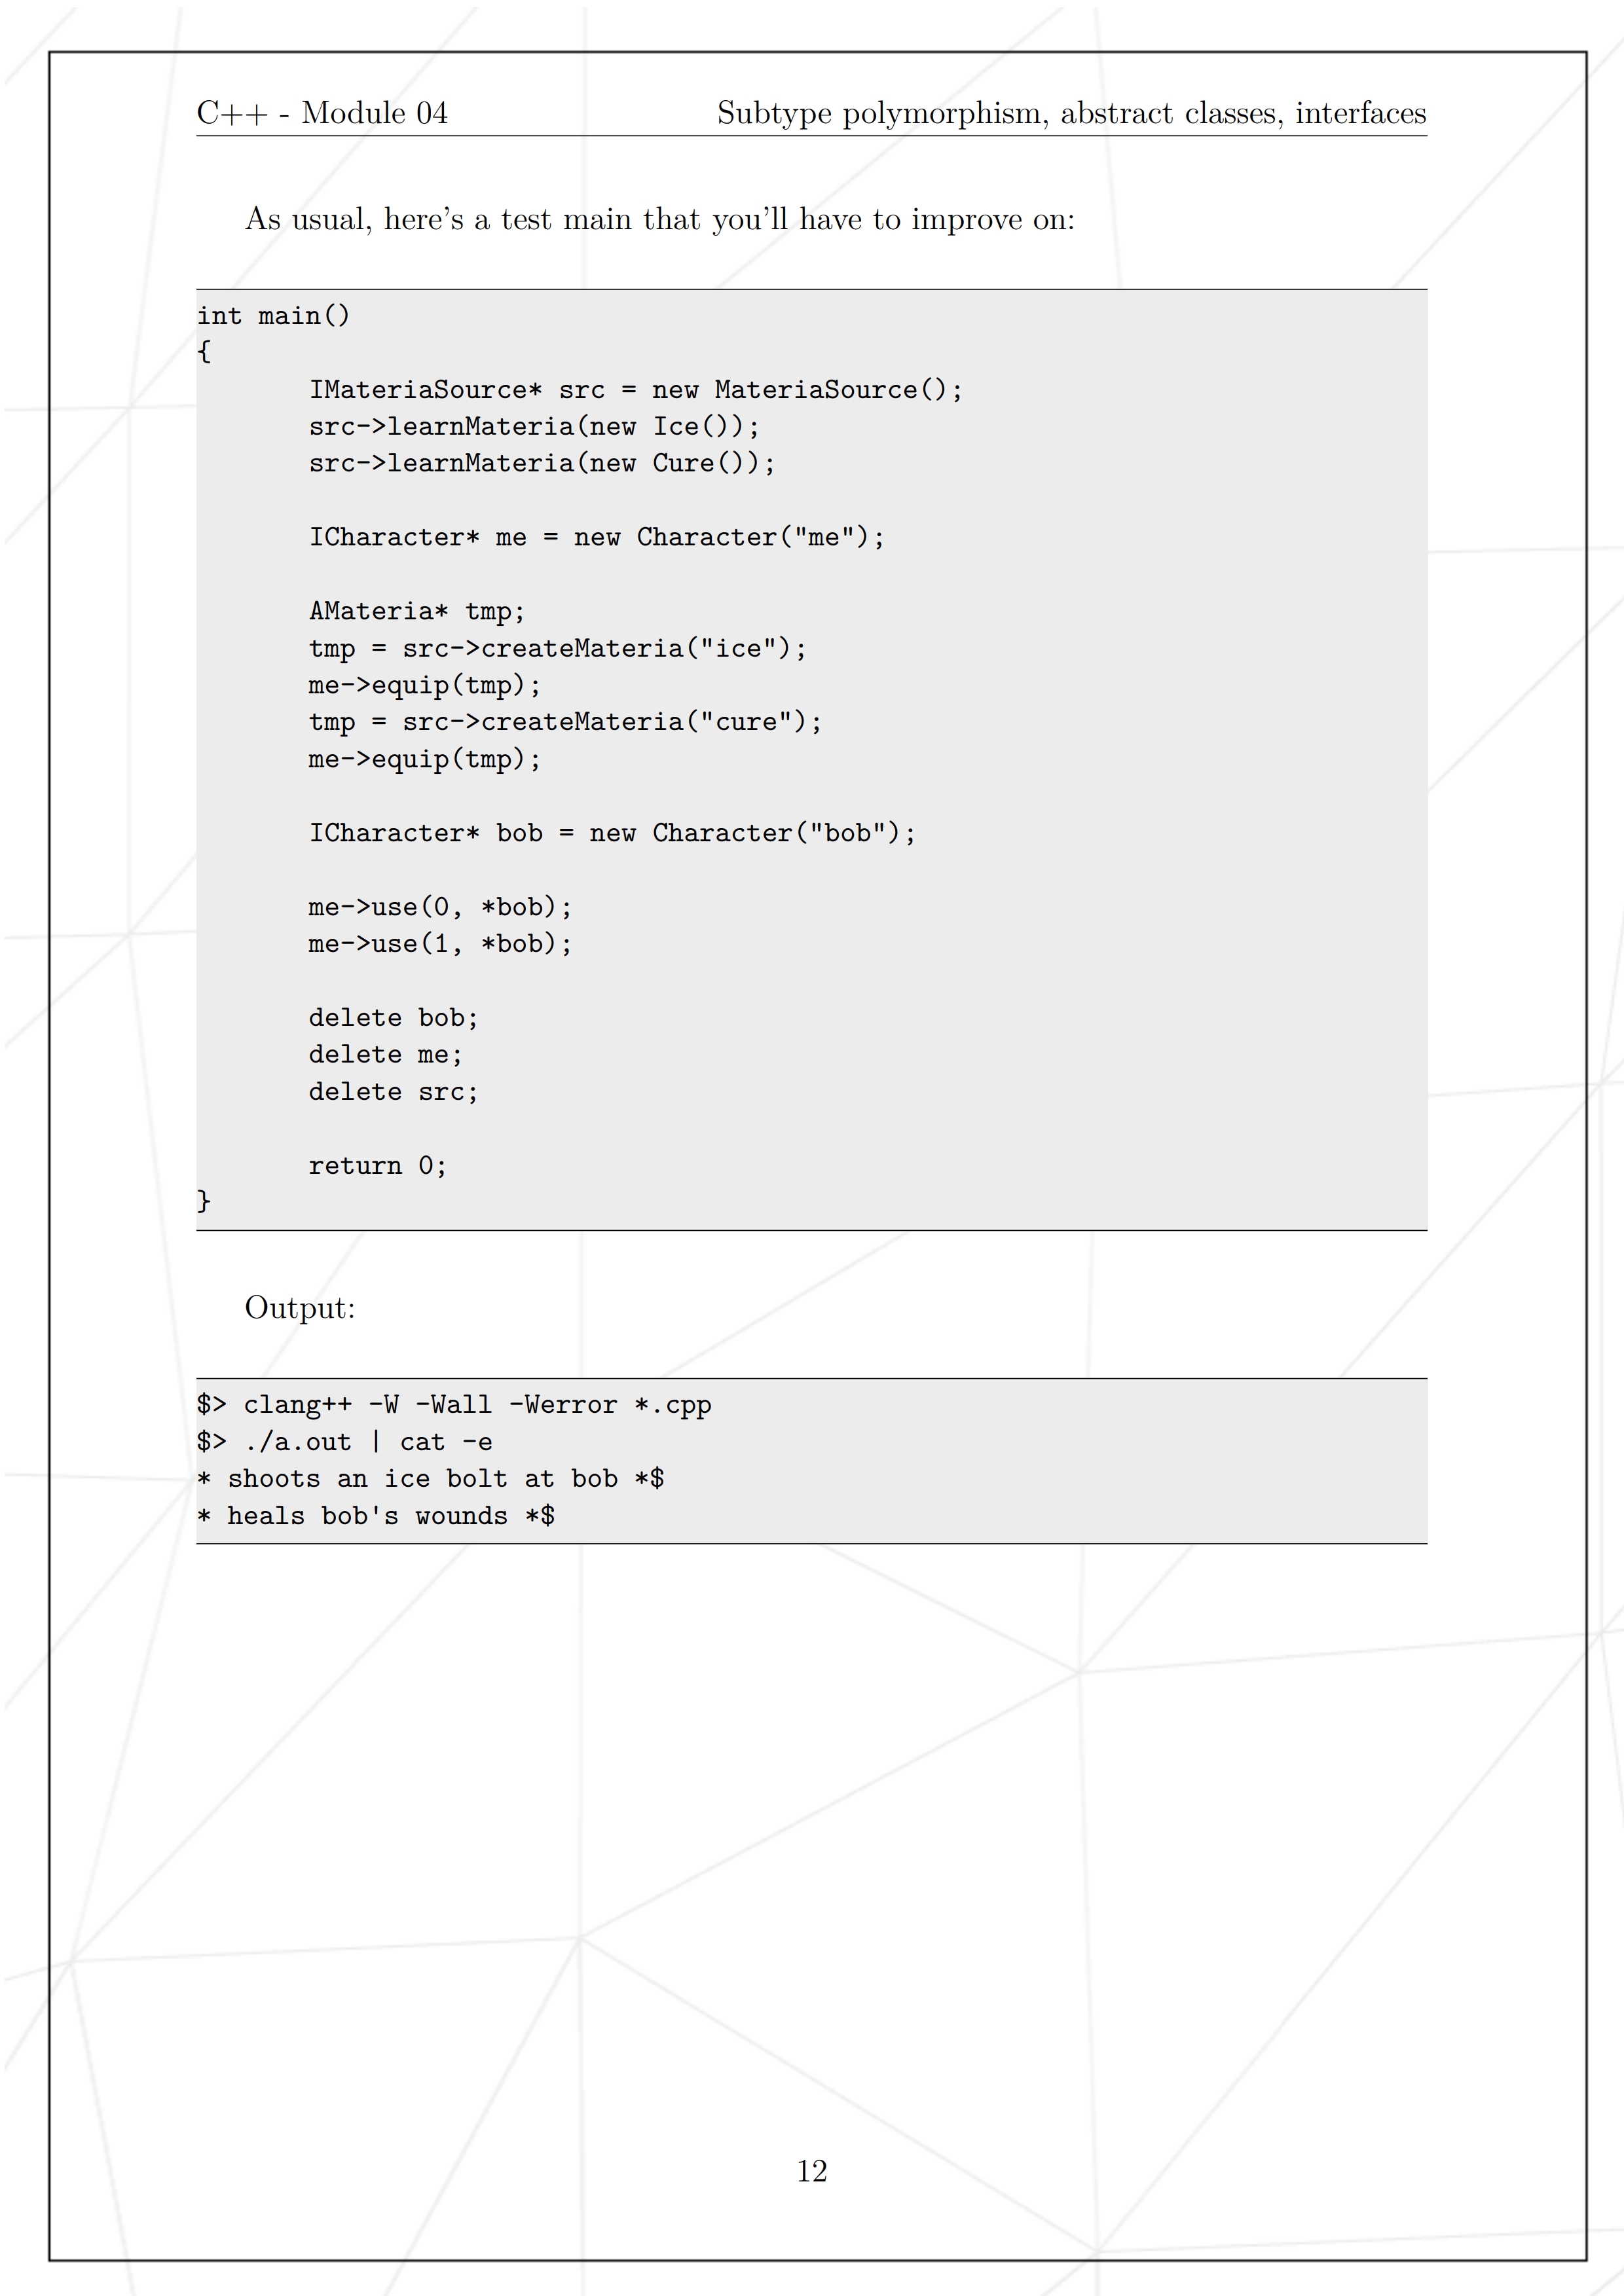 C++ - Module 04 Subtype polymorphism, abstract classes, interfaces
As usual, here's a test main that you'll have to improve on:
int main()
{
IMateriaSource* src = new MateriaSource();
src->learnMateria(new Ice());
src->learnMateria(new Cure());
ICharacter* me = new Character("me");
AMateria* tmp;
tmp = src->createMateria("ice");
me->equip(tmp);
tmp = src->createMateria("cure");
me->equip(tmp);
ICharacter* bob = new Character("bob");
me->use(0, *bob);
me->use(1, *bob);
delete bob;
delete me;
delete src;
return 0;
}
Output:
$> clang++ -W -Wall -Werror *.cpp
$> ./a.out | cat -e
* shoots an ice bolt at bob *$
* heals bob's wounds *$
12